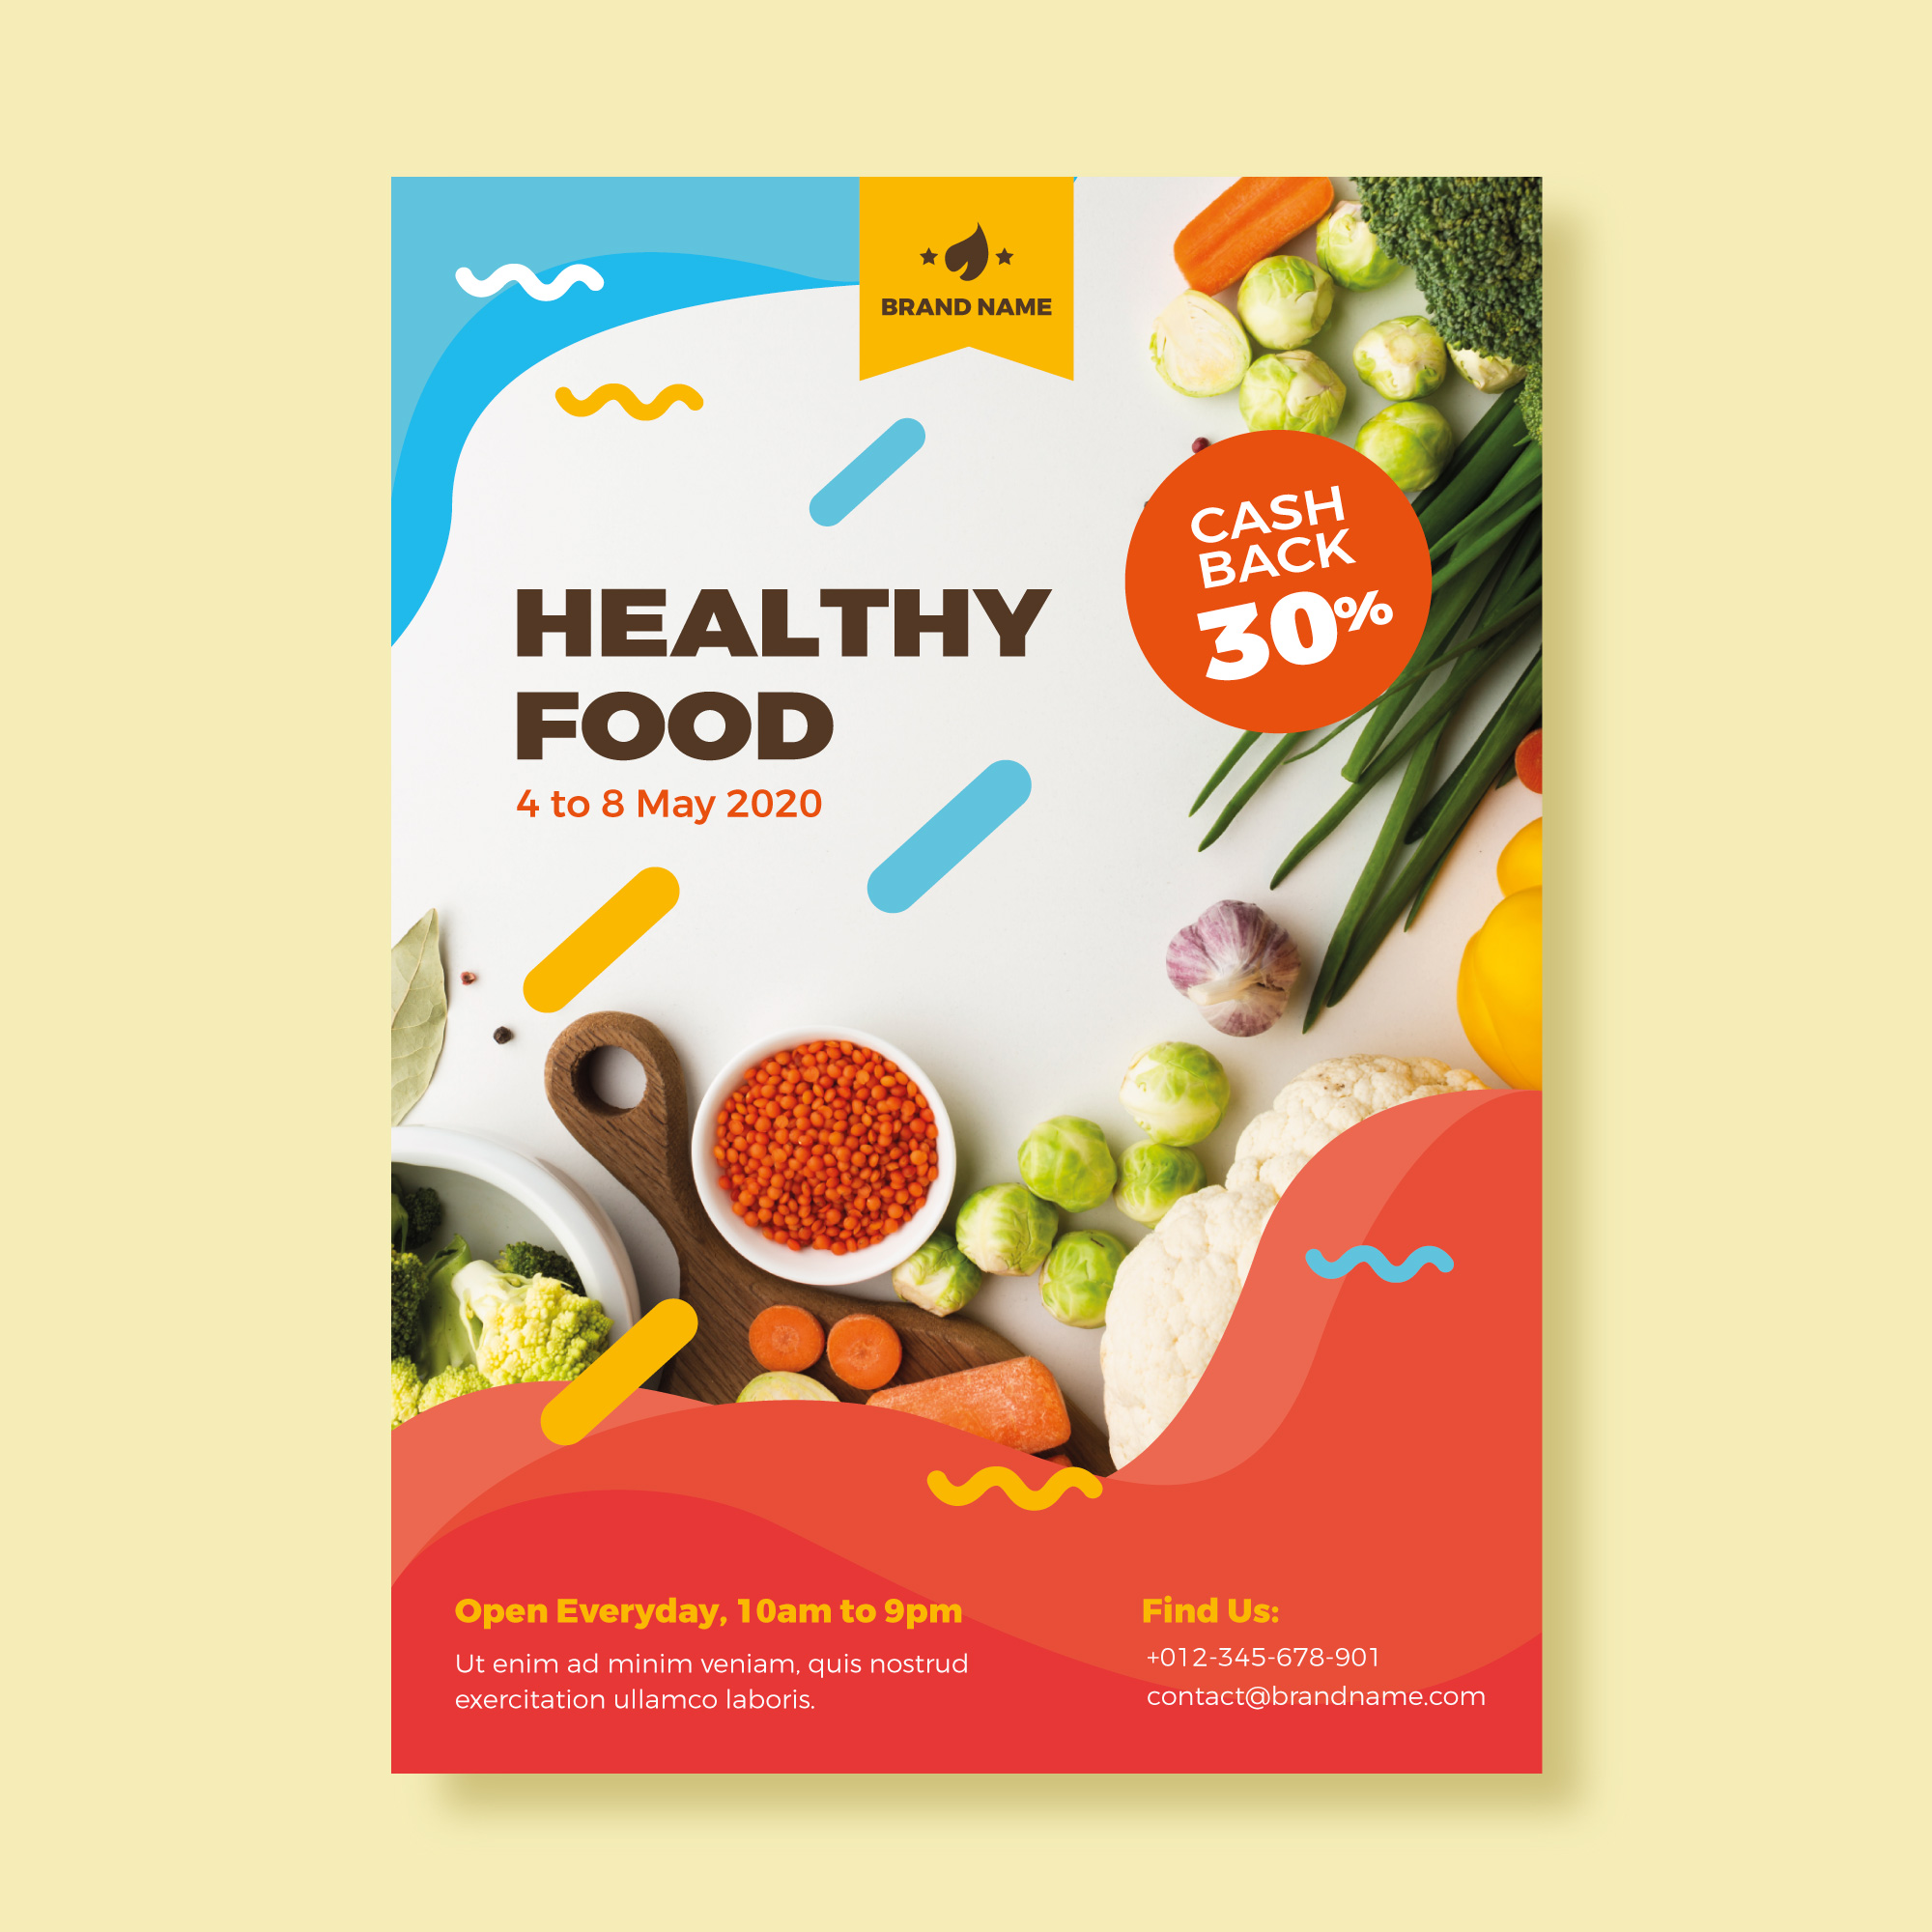 BRAND NAME
CASH
BACK
30%
HEALTHY
FOOD
4 to 8 May 2020
Open Everyday, 10am to 9pm
Ut enim ad minim veniam, quis nostrud
exercitation ullamco laboris.
Find Us:
+012-345-678-901
contact@brandname.com